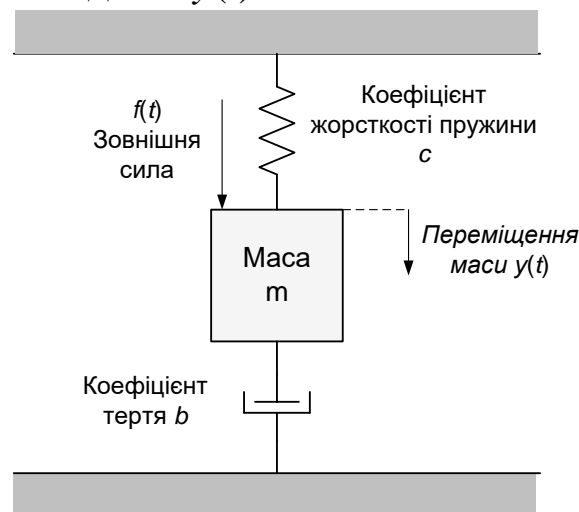 f(t)
Зовнішня
сила
Коефіцієнт
жорсткості пружини
c
Маса
m
Переміщення
маси y(t)
Коефіцієнт
тертя b